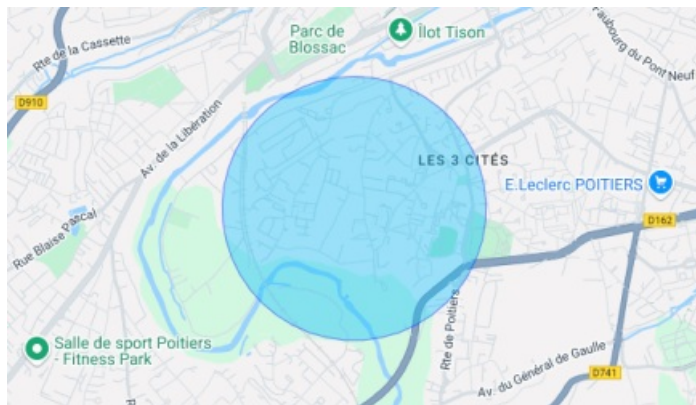 Parc de
Blossac
Îlot Tison
Rte de la Cassette
Faubourg du Pont Neuf
D910
Av. de la Libération
LES 3 CITÉS
E.Leclerc POITIERS
D162
Rue Blaise Pascal
Salle de sport Poitiers
- Fitness Park
Rte de Poitiers
Av. du Général de Gaulle
D741